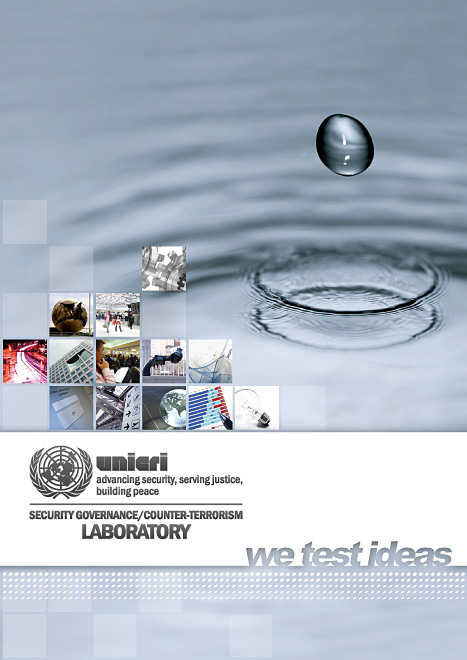 unicri
advancing security, serving justice,
building peace
SECURITY GOVERNANCE/COUNTER-TERRORISM
LABORATORY
we test ideas